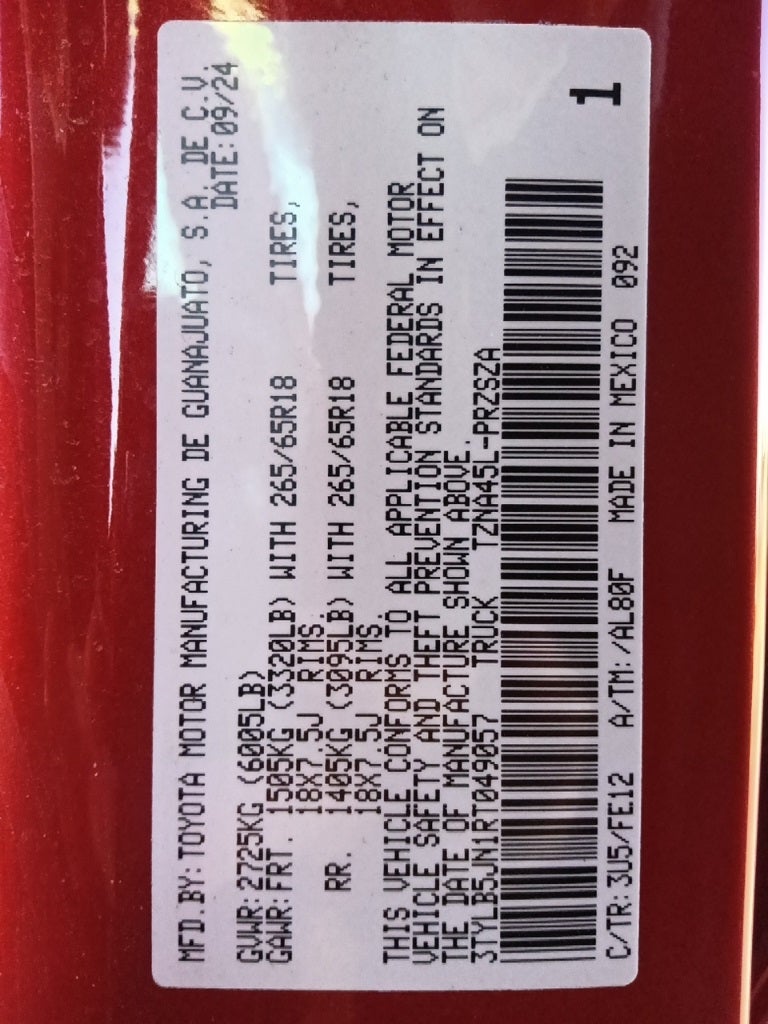 MFD.BY:TOYOTA MOTOR MANUFACTURING DE GUANAJUATO, S.A. DE C.V.
DATE:09/24
GVWR:2725KG (6005LB)
GAWR:FRT. 1505KG (3320LB) WITH 265/65R18 TIRES,
18X7.5J RIMS.
RR. 1405KG (3095LB) WITH 265/65R18 TIRES,
18X7.5J RIMS.
THIS VEHICLE CONFORMS TO ALL APPLICABLE FEDERAL MOTOR
VEHICLE SAFETY AND THEFT PREVENTION STANDARDS IN EFFECT ON
THE DATE OF MANUFACTURE SHOWN ABOVE.
3TYLB5JN1RT049057 TRUCK TZNA45L-PRZSZA
1
C/TR:3U5/FE12 A/TM:/AL80F MADE IN MEXICO 092